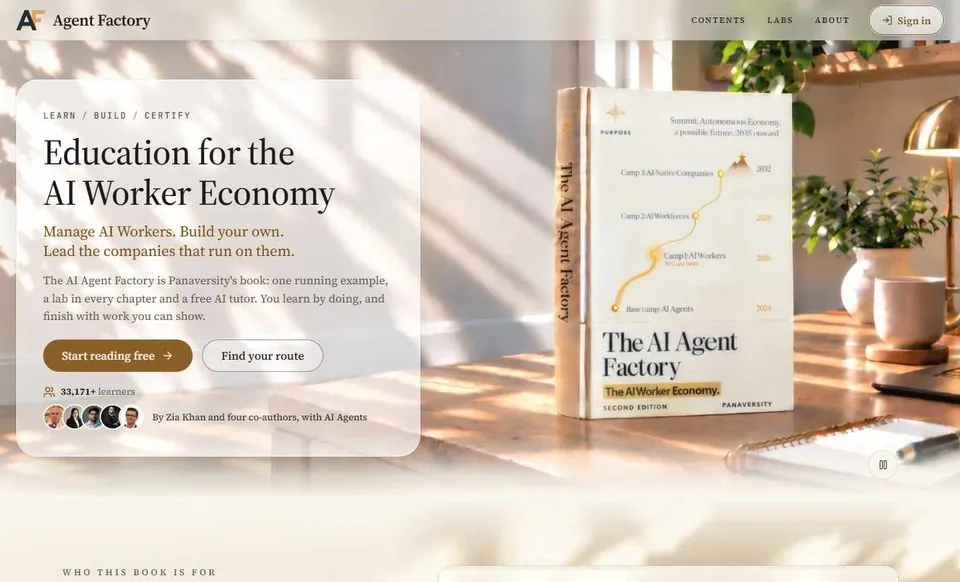 AF Agent Factory
CONTENTS LABS ABOUT Sign in
LEARN / BUILD / CERTIFY
Education for the
AI Worker Economy
Manage AI Workers. Build your own.
Lead the companies that run on them.
The AI Agent Factory is Panaversity's book: one running example,
a lab in every chapter and a free AI tutor. You learn by doing, and
finish with work you can show.
Start reading free → Find your route
33,171+ learners
By Zia Khan and four co-authors, with AI Agents
The AI Agent Factory
PURPOSE
Summit: Autonomous Economy,
a possible future. 2035 onward
Camp 3: AI-Native Companies 2032
Camp 2: AI Workforces 2028
Camp 1: AI Workers 2026
Base camp: AI Agents 2024
The AI Agent
Factory
The AI Worker Economy.
SECOND EDITION PANAVERSITY
WHO THIS BOOK IS FOR